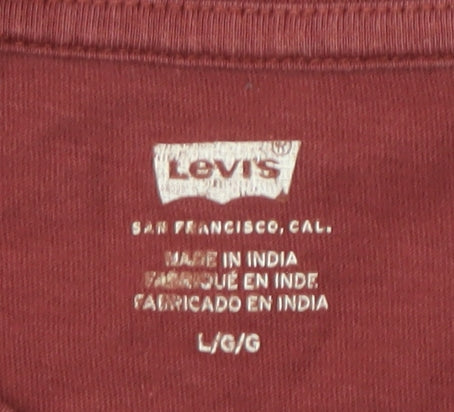 Levi's®
SAN FRANCISCO, CAL.
MADE IN INDIA
FABRIQUÉ EN INDE
FABRICADO EN INDIA
L/G/G